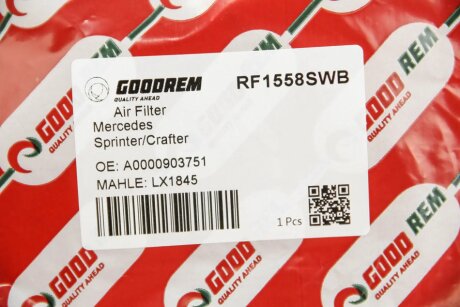 GOODREM
QUALITY AHEAD
RF1558SWB
Air Filter
Mercedes
Sprinter/Crafter
OE: A0000903751
MAHLE: LX1845
1 Pcs
GOOD REM
QUALITY AHEAD
GOOD REM
QUALITY AHEAD
GOOD REM
QUALITY AHEAD